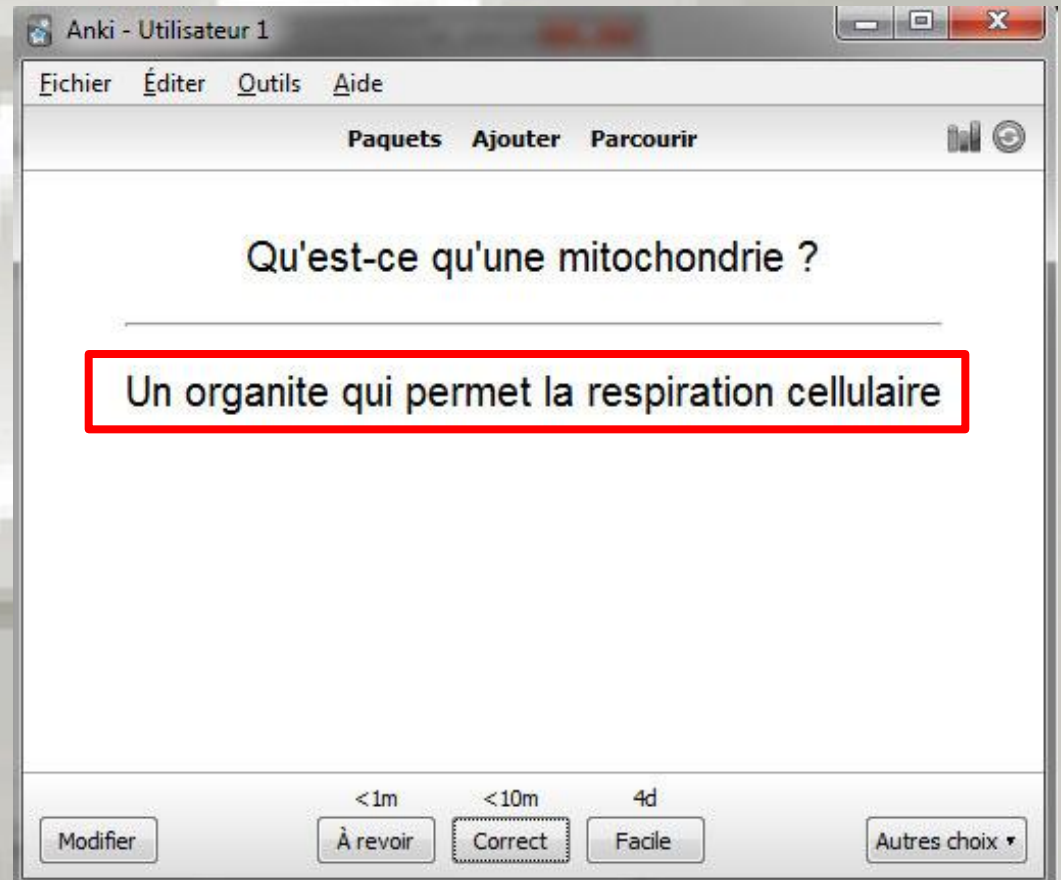 Anki - Utilisateur 1
Fichier Éditer Outils Aide
Paquets Ajouter Parcourir
Qu'est-ce qu'une mitochondrie ?
Un organite qui permet la respiration cellulaire
<1m <10m 4d
Modifier À revoir Correct Facile Autres choix ▾